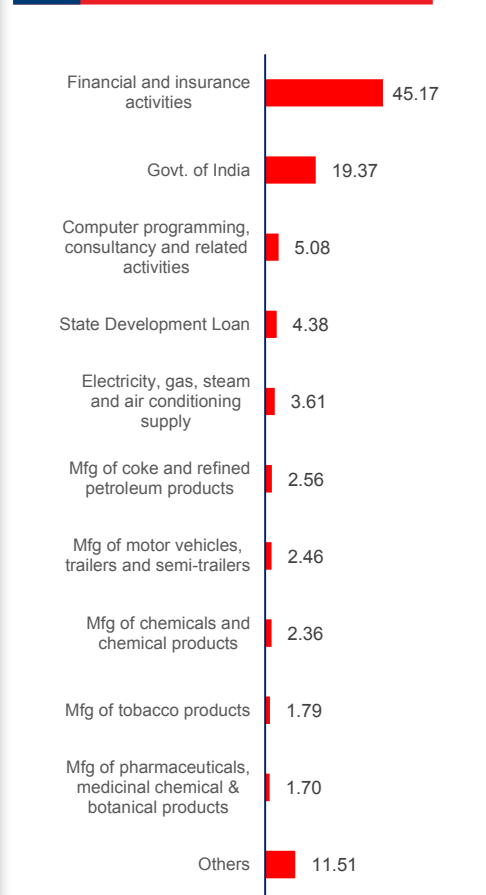 Financial and insurance
activities
45.17
Govt. of India
19.37
Computer programming,
consultancy and related
activities
5.08
State Development Loan
4.38
Electricity, gas, steam
and air conditioning
supply
3.61
Mfg of coke and refined
petroleum products
2.56
Mfg of motor vehicles,
trailers and semi-trailers
2.46
Mfg of chemicals and
chemical products
2.36
Mfg of tobacco products
1.79
Mfg of pharmaceuticals,
medicinal chemical &
botanical products
1.70
Others
11.51